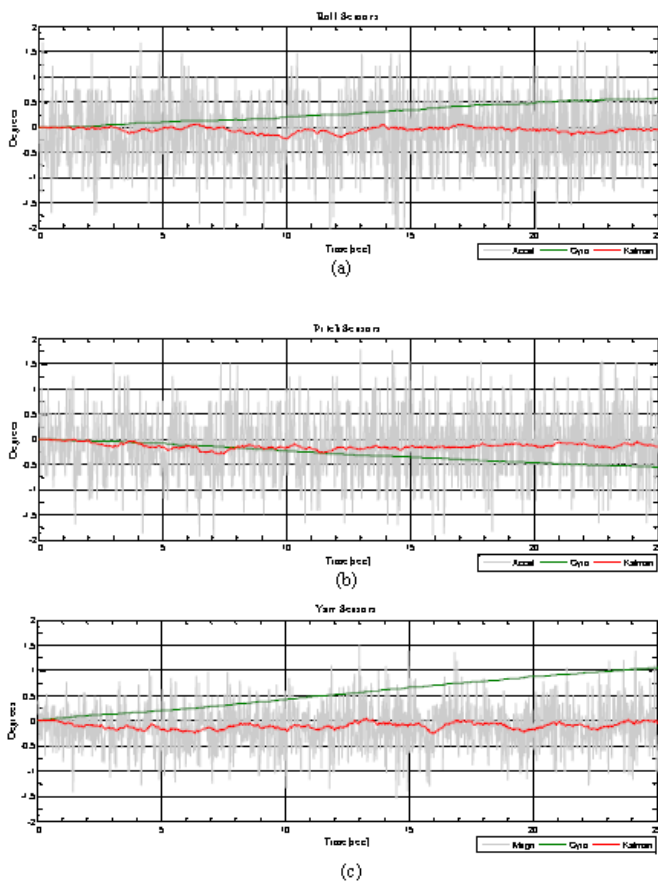 Roll Sensors
2
1.5
1
0.5
0
-0.5
-1
-1.5
-2
Degrees
0 5 10 15 20 25
Time [sec]
Accel Gyro Kalman
(a)
Pitch Sensors
2
1.5
1
0.5
0
-0.5
-1
-1.5
-2
Degrees
0 5 10 15 20 25
Time [sec]
Accel Gyro Kalman
(b)
Yaw Sensors
2
1.5
1
0.5
0
-0.5
-1
-1.5
-2
Degrees
0 5 10 15 20 25
Time [sec]
Magn Gyro Kalman
(c)